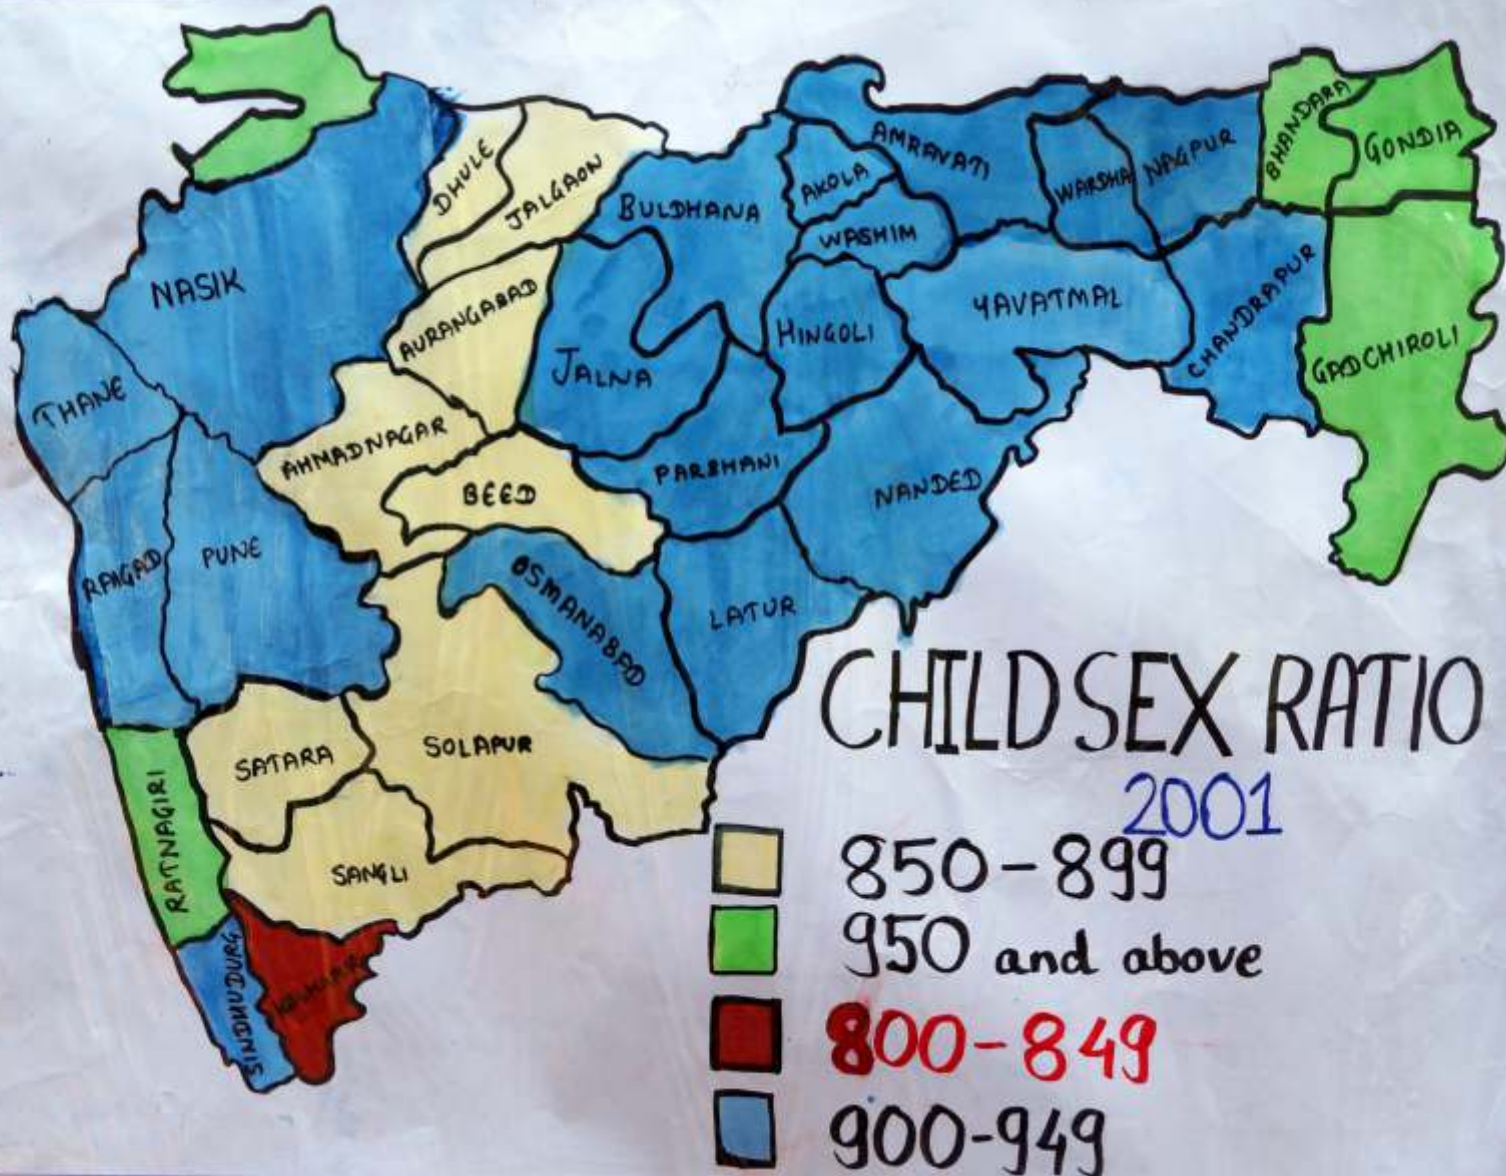 BHANDARA
GONDIA
AMRAVATI
NAGPUR
DHULE
JALGAON
AKOLA
WARDHA
BULDHANA
WASHIM
NASIK
AURANGABAD
HINGOLI
YAVATMAL
CHANDRAPUR
GADCHIROLI
THANE
JALNA
AHMADNAGAR
PARBHANI
BEED
NANDED
RAIGAD
PUNE
OSMANABAD
LATUR
SATARA
SOLAPUR
RATNAGIRI
SANGLI
SINDHUDURG
CHILD SEX RATIO
2001
850-899
950 and above
800-849
900-949